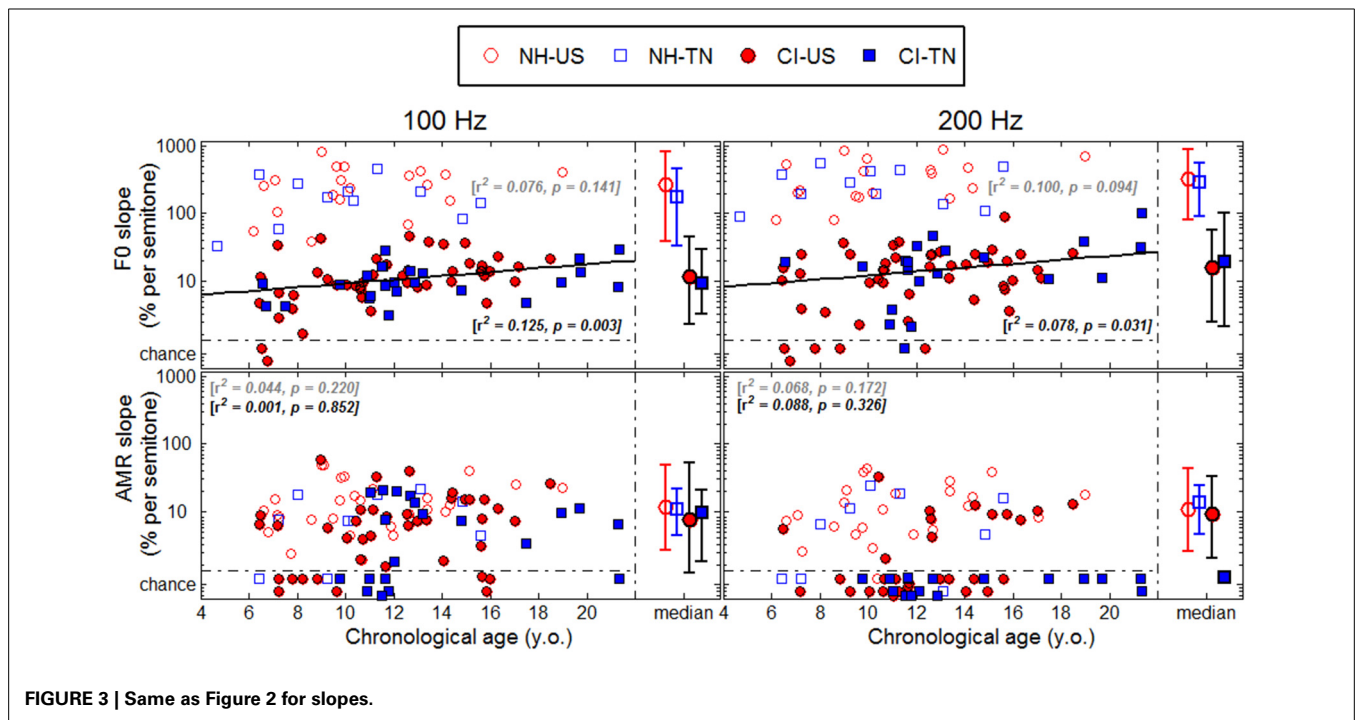 NH-US NH-TN CI-US CI-TN
100 Hz 200 Hz
F0 slope
(% per semitone)
1000
100
10
chance
[r² = 0.076, p = 0.141]
[r² = 0.125, p = 0.003]
[r² = 0.100, p = 0.094]
[r² = 0.078, p = 0.031]
AMR slope
(% per semitone)
1000
100
10
chance
[r² = 0.044, p = 0.220]
[r² = 0.001, p = 0.852]
[r² = 0.068, p = 0.172]
[r² = 0.088, p = 0.326]
4 6 8 10 12 14 16 18 20 median 4 6 8 10 12 14 16 18 20 median
Chronological age (y.o.) Chronological age (y.o.)
FIGURE 3 | Same as Figure 2 for slopes.